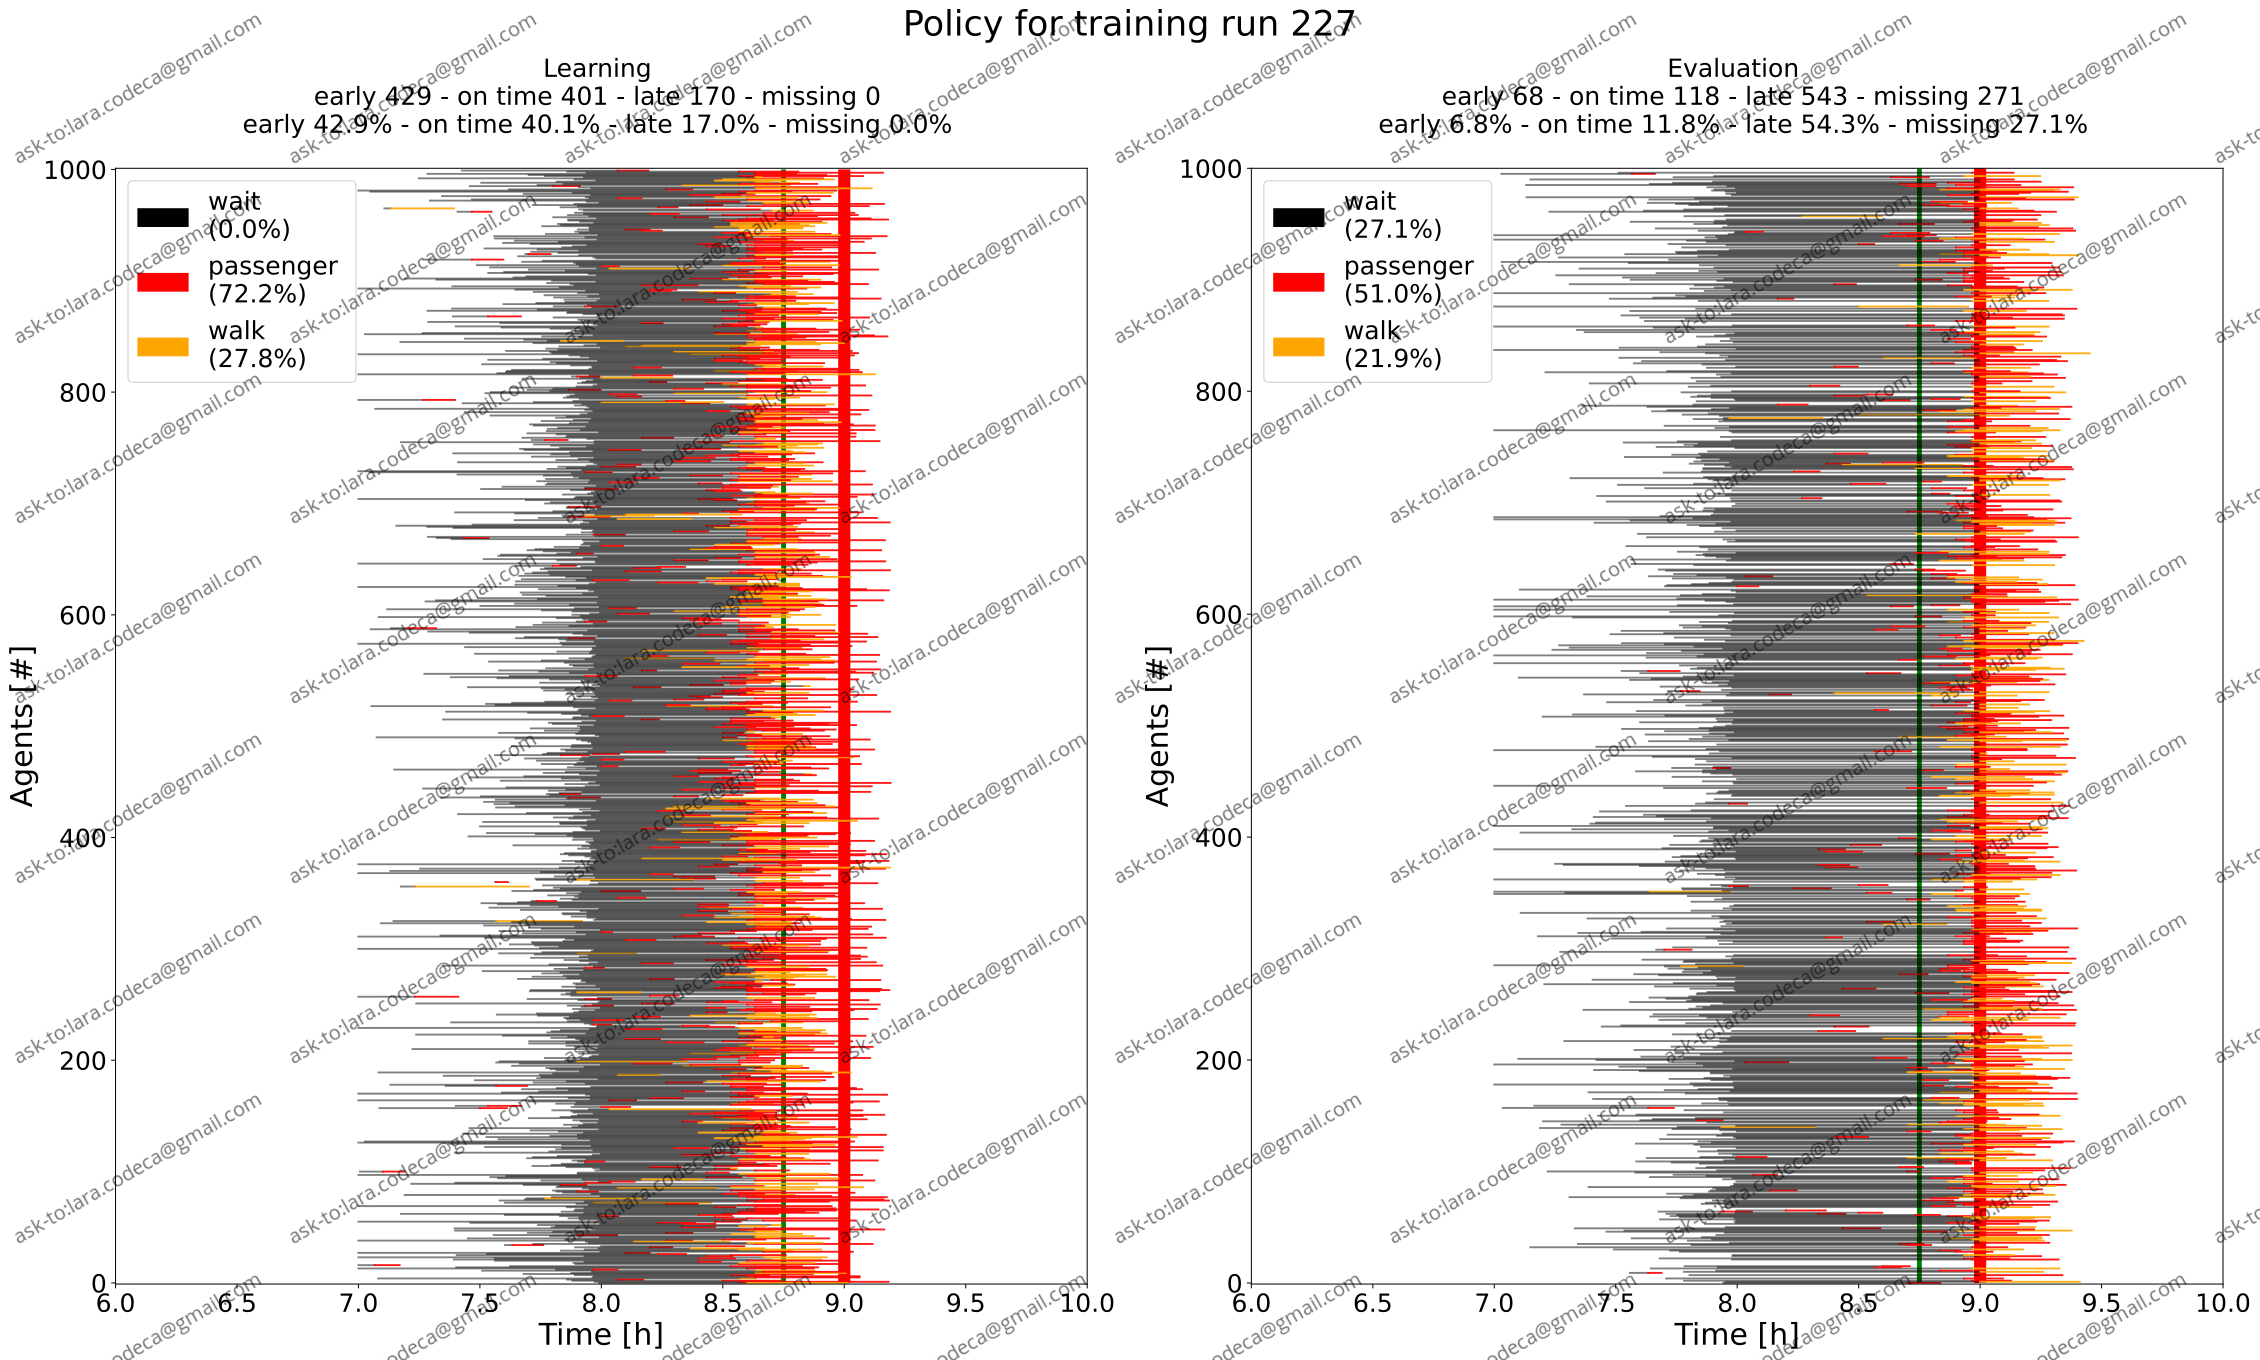 Policy for training run 227
Learning
early 429 - on time 401 - late 170 - missing 0
early 42.9% - on time 40.1% - late 17.0% - missing 0.0%
1000
800
600
400
200
0
wait
(0.0%)
passenger
(72.2%)
walk
(27.8%)
Agents [#]
6.0 6.5 7.0 7.5 8.0 8.5 9.0 9.5 10.0
Time [h]
Evaluation
early 68 - on time 118 - late 543 - missing 271
early 6.8% - on time 11.8% - late 54.3% - missing 27.1%
1000
800
600
400
200
0
wait
(27.1%)
passenger
(51.0%)
walk
(21.9%)
Agents [#]
6.0 6.5 7.0 7.5 8.0 8.5 9.0 9.5 10.0
Time [h]
ask-to:lara.codeca@gmail.com